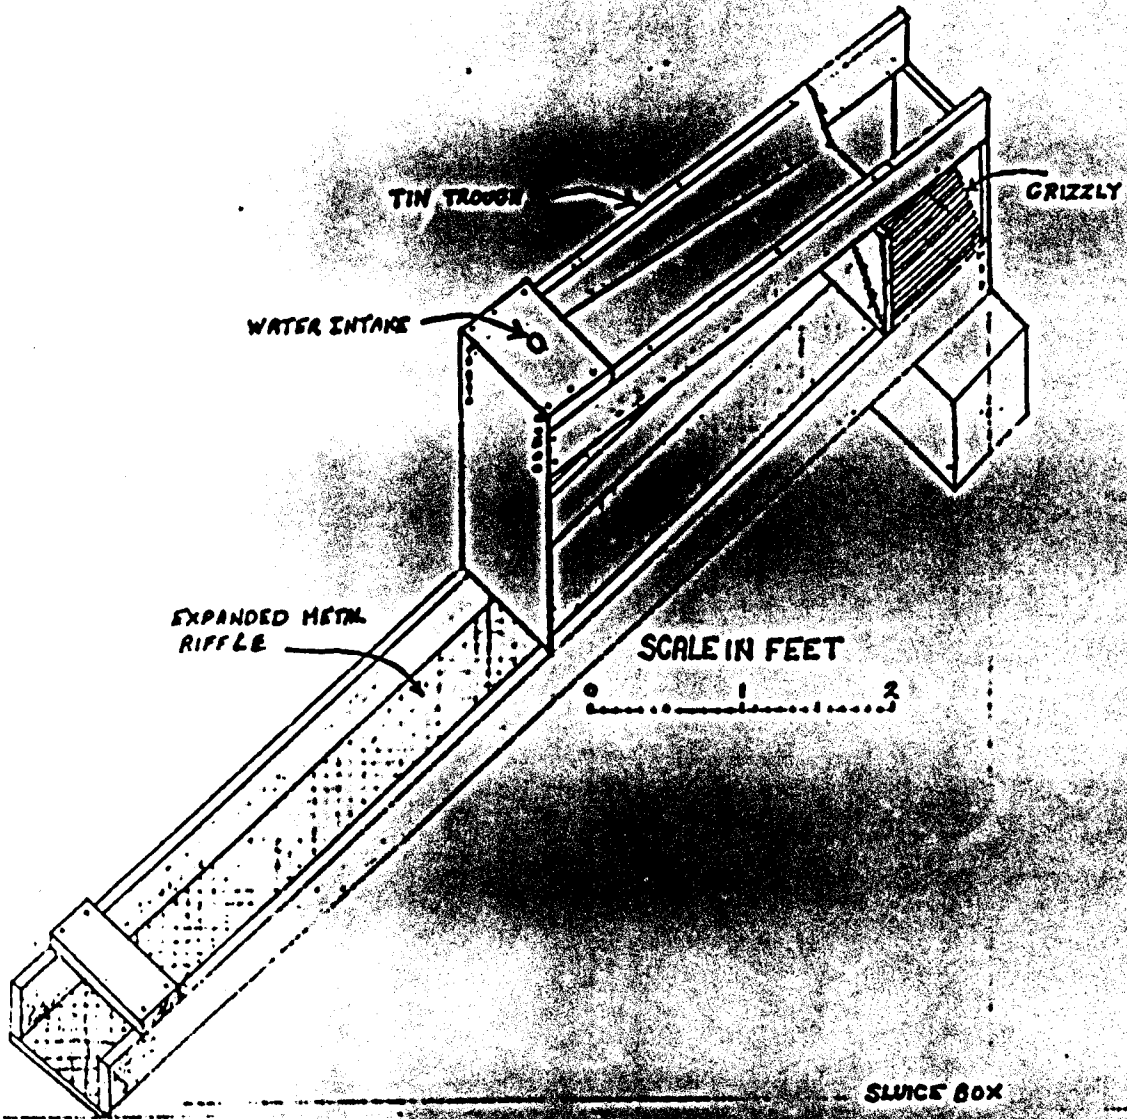 TIN TROUGH
GRIZZLY
WATER INTAKE
EXPANDED METAL
RIFFLE
SCALE IN FEET
0 1 2
SLUICE BOX